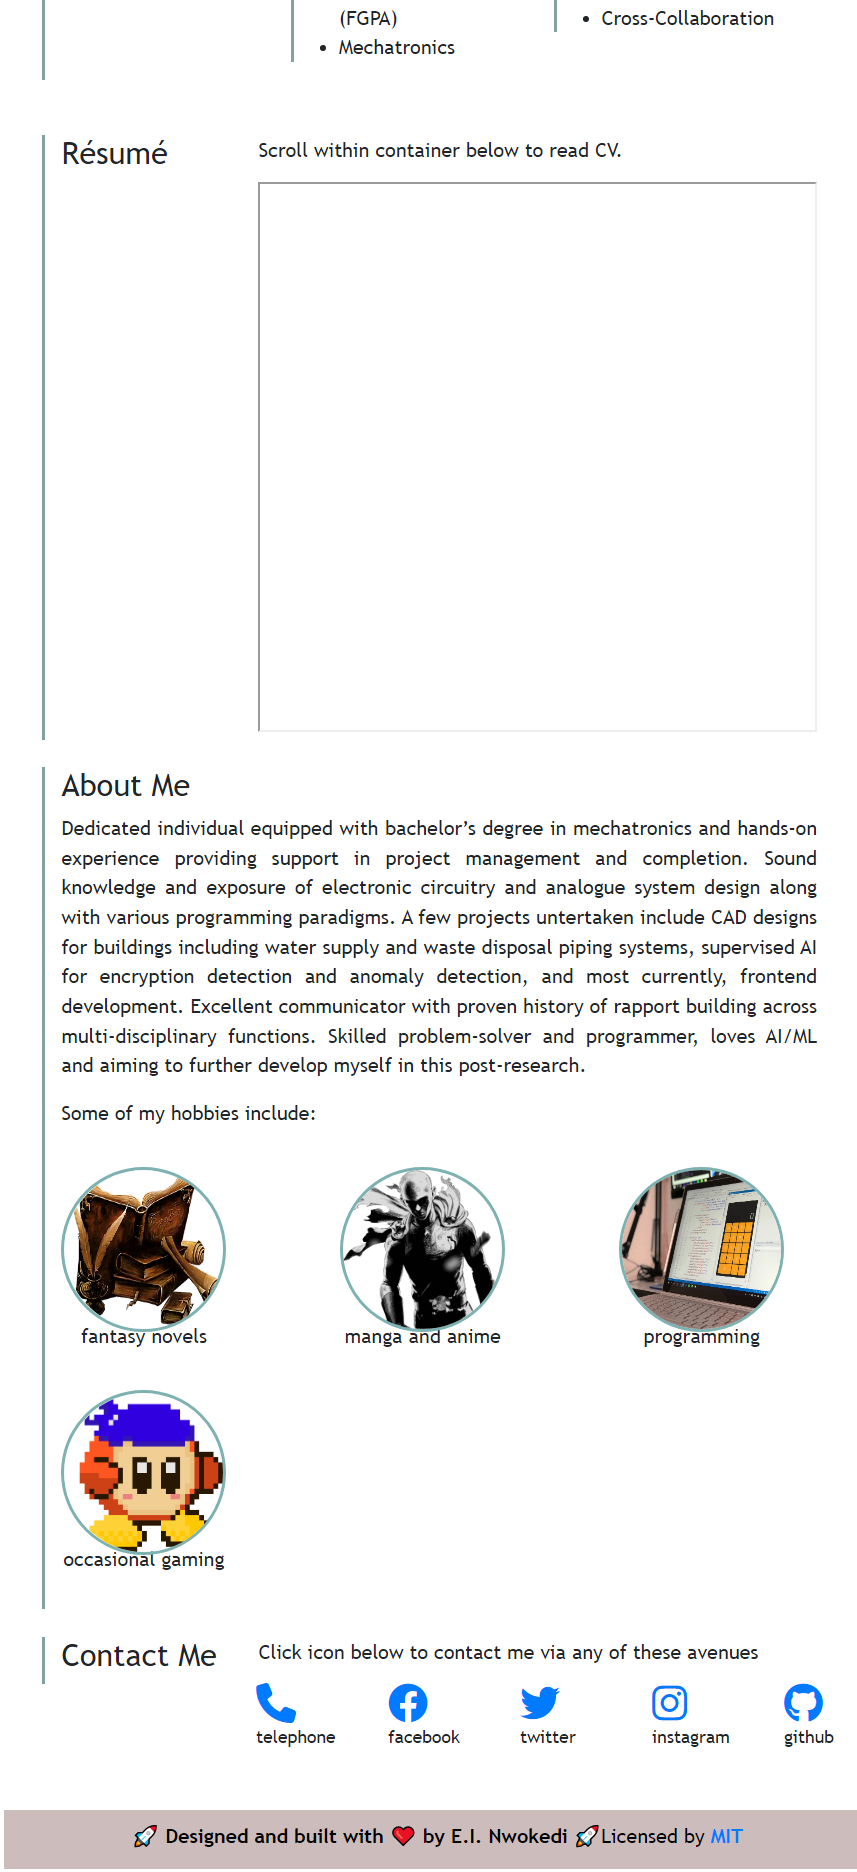 (FGPA)
• Mechatronics
• Cross-Collaboration
Résumé
Scroll within container below to read CV.
About Me
Dedicated individual equipped with bachelor’s degree in mechatronics and hands-on
experience providing support in project management and completion. Sound
knowledge and exposure of electronic circuitry and analogue system design along
with various programming paradigms. A few projects untertaken include CAD designs
for buildings including water supply and waste disposal piping systems, supervised AI
for encryption detection and anomaly detection, and most currently, frontend
development. Excellent communicator with proven history of rapport building across
multi-disciplinary functions. Skilled problem-solver and programmer, loves AI/ML
and aiming to further develop myself in this post-research.
Some of my hobbies include:
fantasy novels
manga and anime
programming
occasional gaming
Contact Me
Click icon below to contact me via any of these avenues
telephone
facebook
twitter
instagram
github
🚀 Designed and built with ❤️ by E.I. Nwokedi 🚀Licensed by MIT